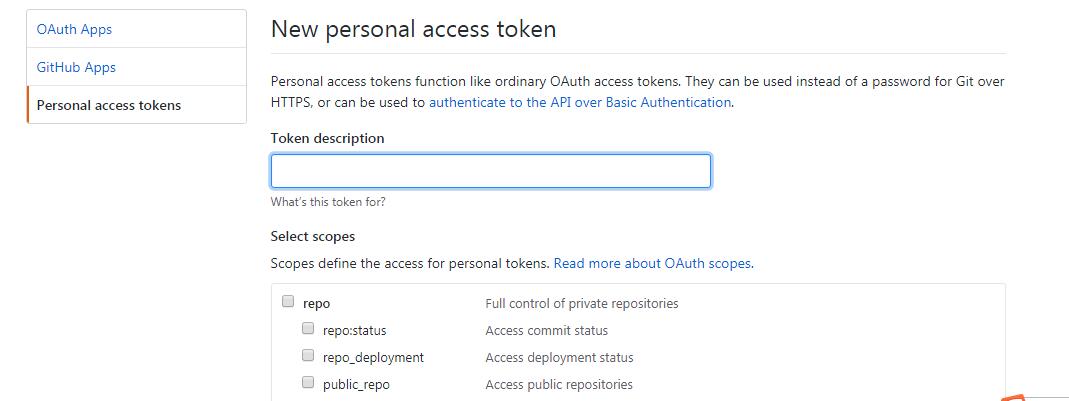 OAuth Apps
GitHub Apps
Personal access tokens
New personal access token
Personal access tokens function like ordinary OAuth access tokens. They can be used instead of a password for Git over
HTTPS, or can be used to authenticate to the API over Basic Authentication.
Token description
What's this token for?
Select scopes
Scopes define the access for personal tokens. Read more about OAuth scopes.
repo Full control of private repositories
repo:status Access commit status
repo_deployment Access deployment status
public_repo Access public repositories